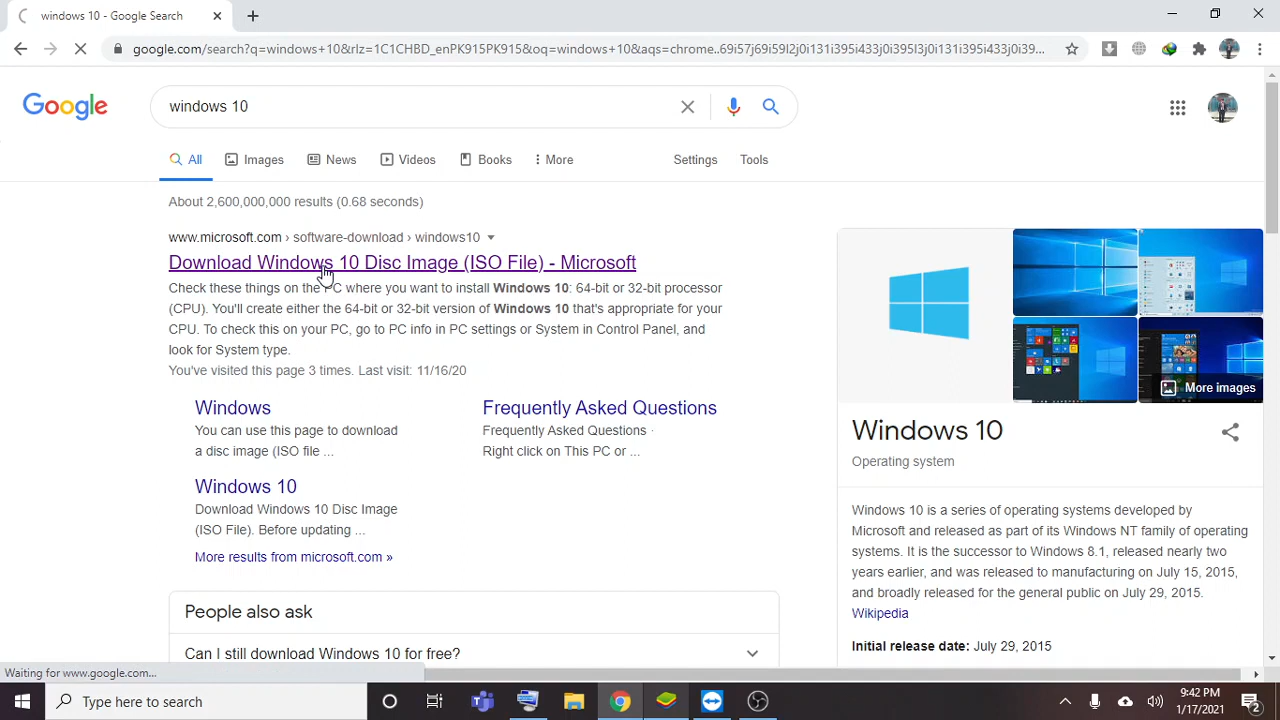 windows 10 - Google Search
google.com/search?q=windows+10&rlz=1C1CHBD_enPK915PK915&oq=windows+10&aqs=chrome..69i57j69i59l2j0i131i395i433j0i395l3j0i131i395i433j0i39...
Google
windows 10
All
Images
News
Videos
Books
More
Settings
Tools
About 2,600,000,000 results (0.68 seconds)
www.microsoft.com › software-download › windows10
Download Windows 10 Disc Image (ISO File) - Microsoft
Check these things on the PC where you want to install Windows 10: 64-bit or 32-bit processor
(CPU). You'll create either the 64-bit or 32-bit version of Windows 10 that's appropriate for your
CPU. To check this on your PC, go to PC info in PC settings or System in Control Panel, and
look for System type.
You've visited this page 3 times. Last visit: 11/16/20
Windows
You can use this page to download
a disc image (ISO file ...
Frequently Asked Questions
Frequently Asked Questions ·
Right click on This PC or ...
Windows 10
Download Windows 10 Disc Image
(ISO File). Before updating ...
More results from microsoft.com »
People also ask
Can I still download Windows 10 for free?
More images
Windows 10
Operating system
Windows 10 is a series of operating systems developed by
Microsoft and released as part of its Windows NT family of operating
systems. It is the successor to Windows 8.1, released nearly two
years earlier, and was released to manufacturing on July 15, 2015,
and broadly released for the general public on July 29, 2015.
Wikipedia
Initial release date: July 29, 2015
Waiting for www.google.com...
Type here to search
9:42 PM
1/17/2021
2